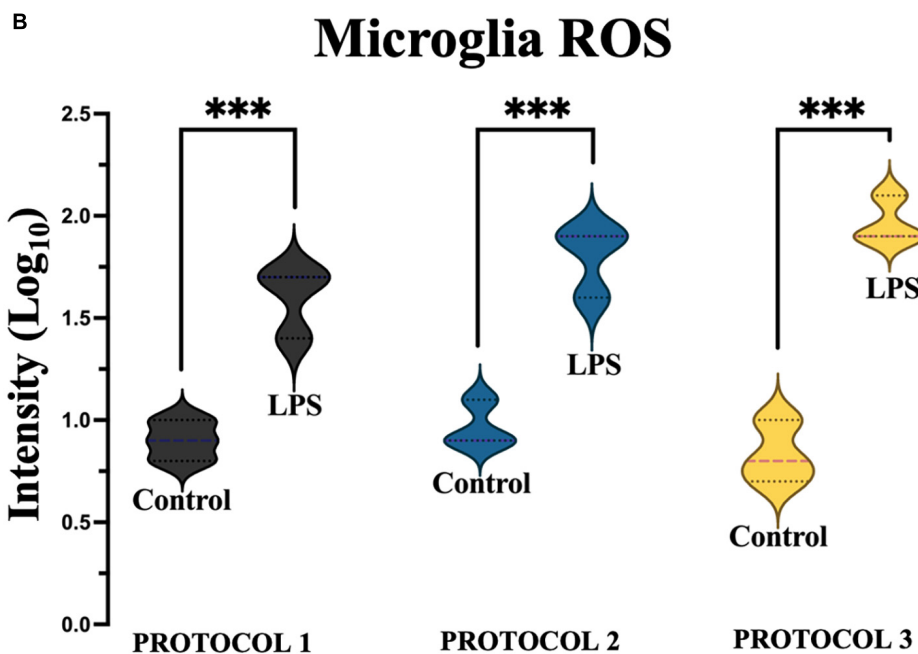 B
Microglia ROS
*** *** ***
2.5
2.0
1.5
1.0
0.5
0.0
Intensity (Log10)
LPS
LPS
LPS
Control
Control
Control
PROTOCOL 1 PROTOCOL 2 PROTOCOL 3